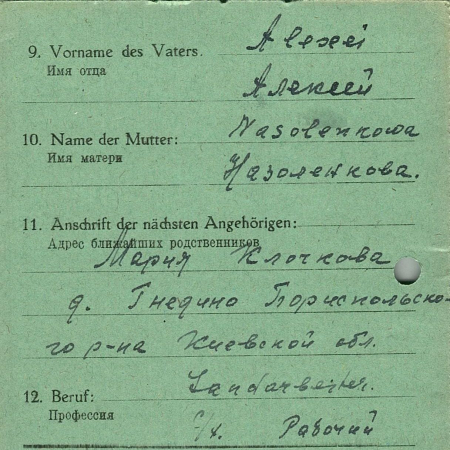 Alexei
9. Vorname des Vaters.
Имя отца
Алексей
Nasolenkowa
10. Name der Mutter:
Имя матери
Назоленкова.
11. Anschrift der nächsten Angehörigen:
Адрес ближайших родственников
Мария Клочкова
д. Гнедино Бориспольско-
го р-на Киевской обл.
12. Beruf: Landarbeiter.
Профессия
с/х. Рабочий